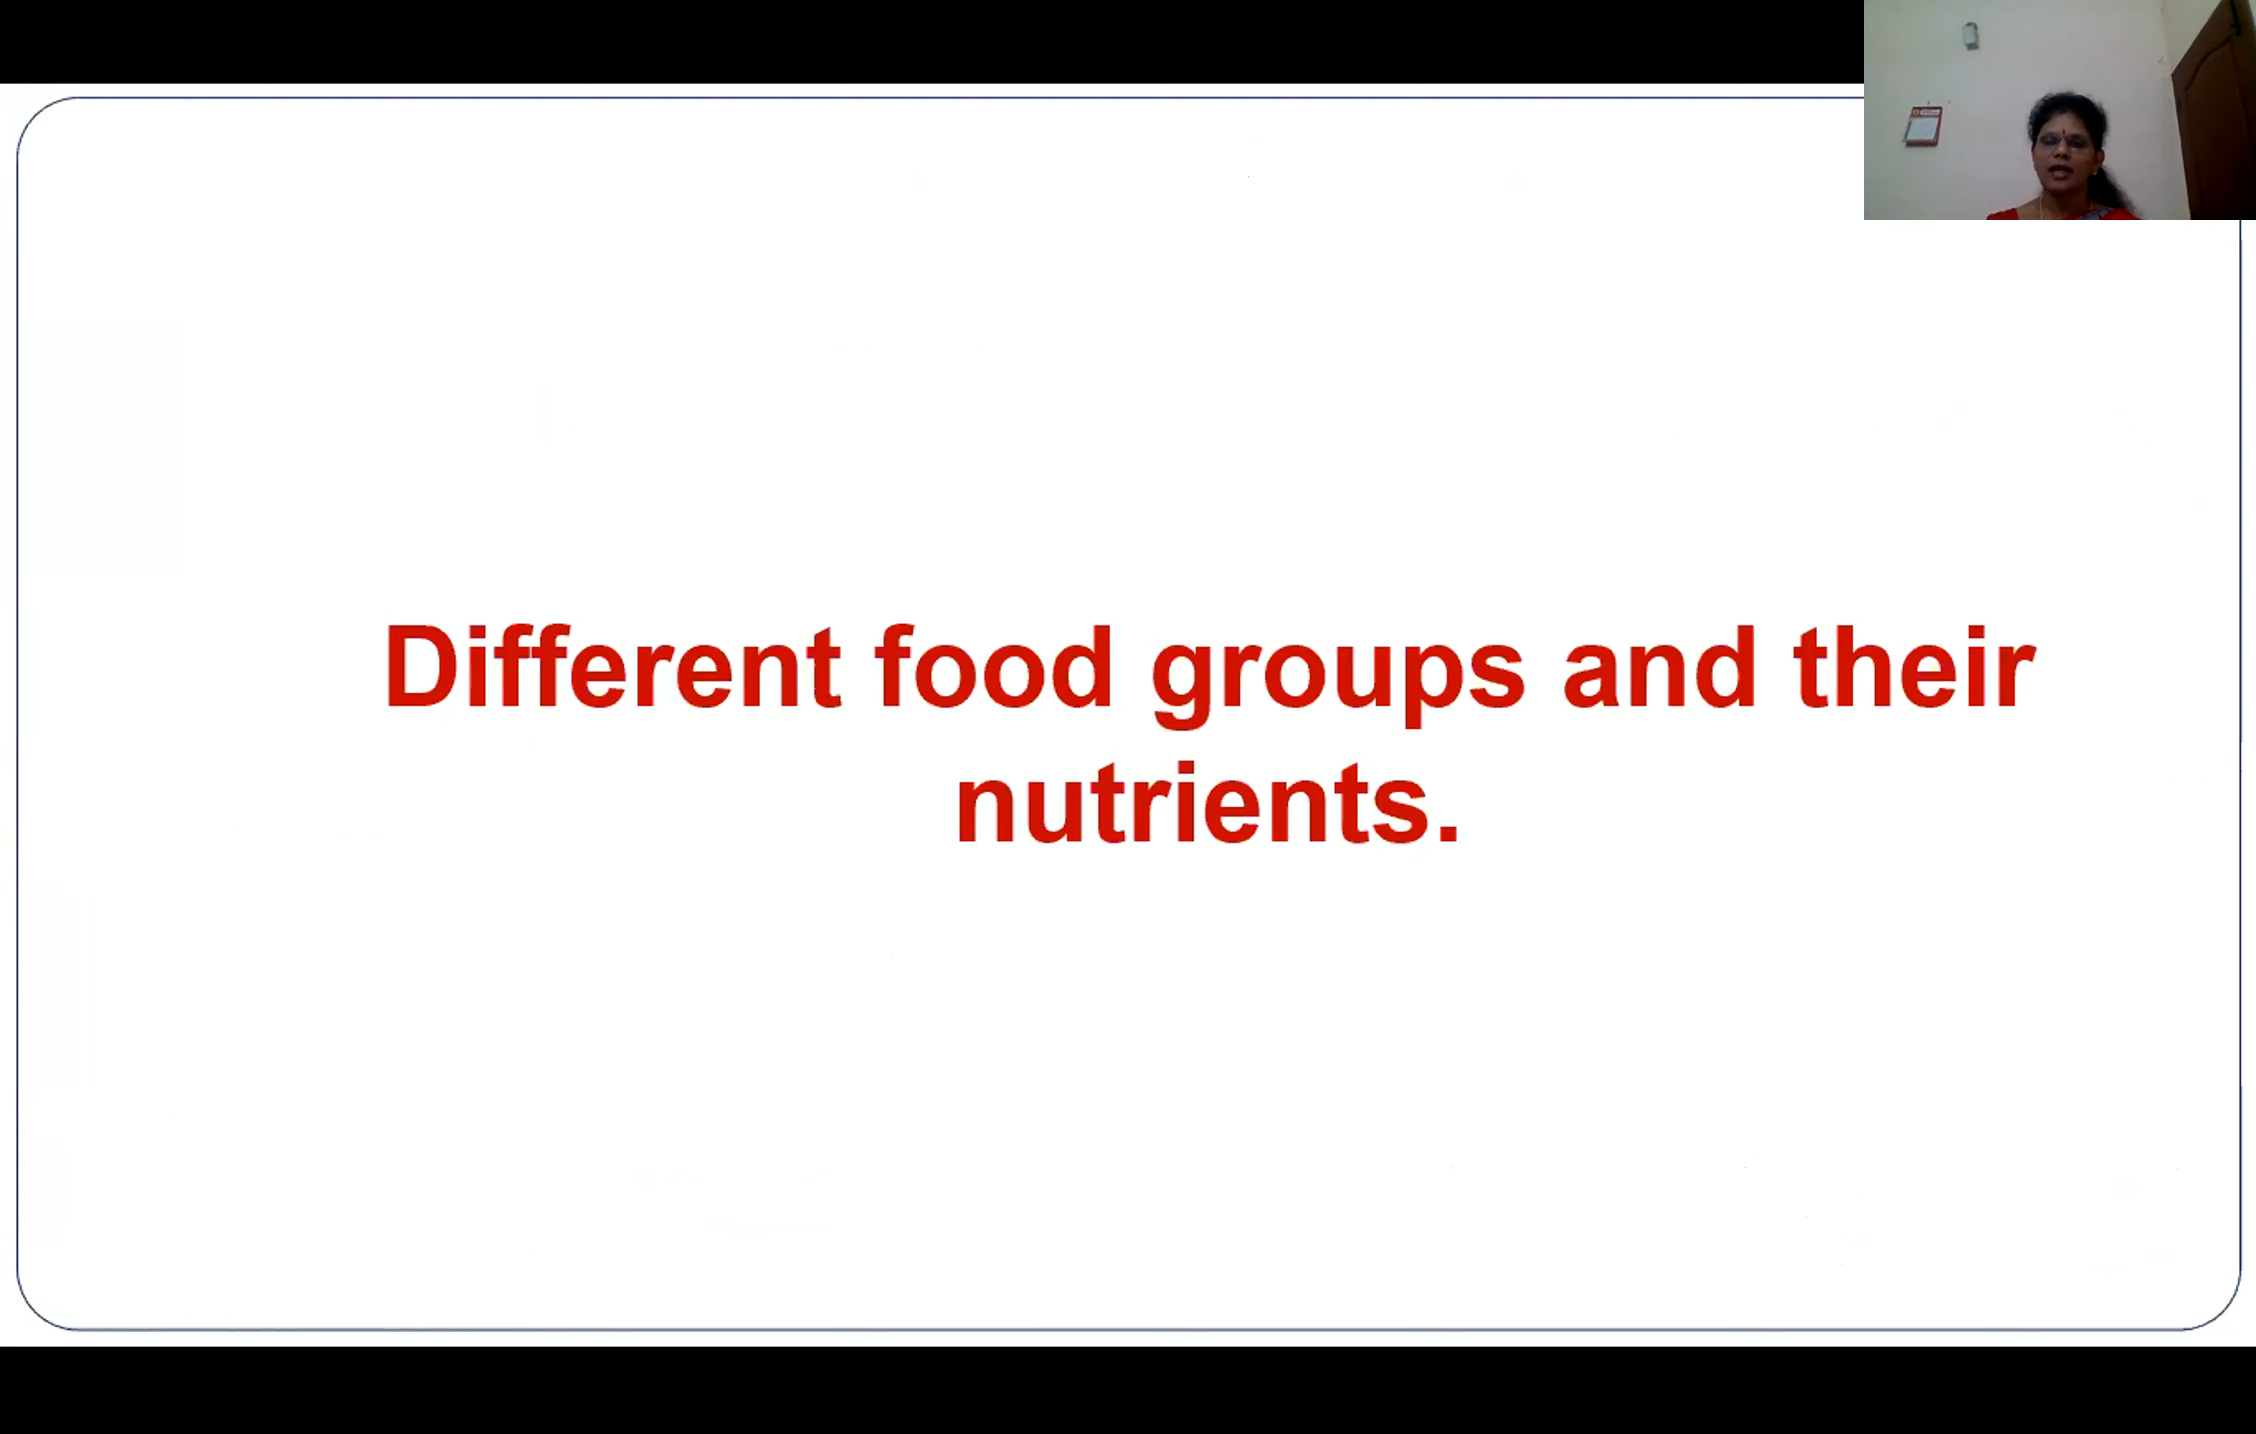 Different food groups and their
nutrients.